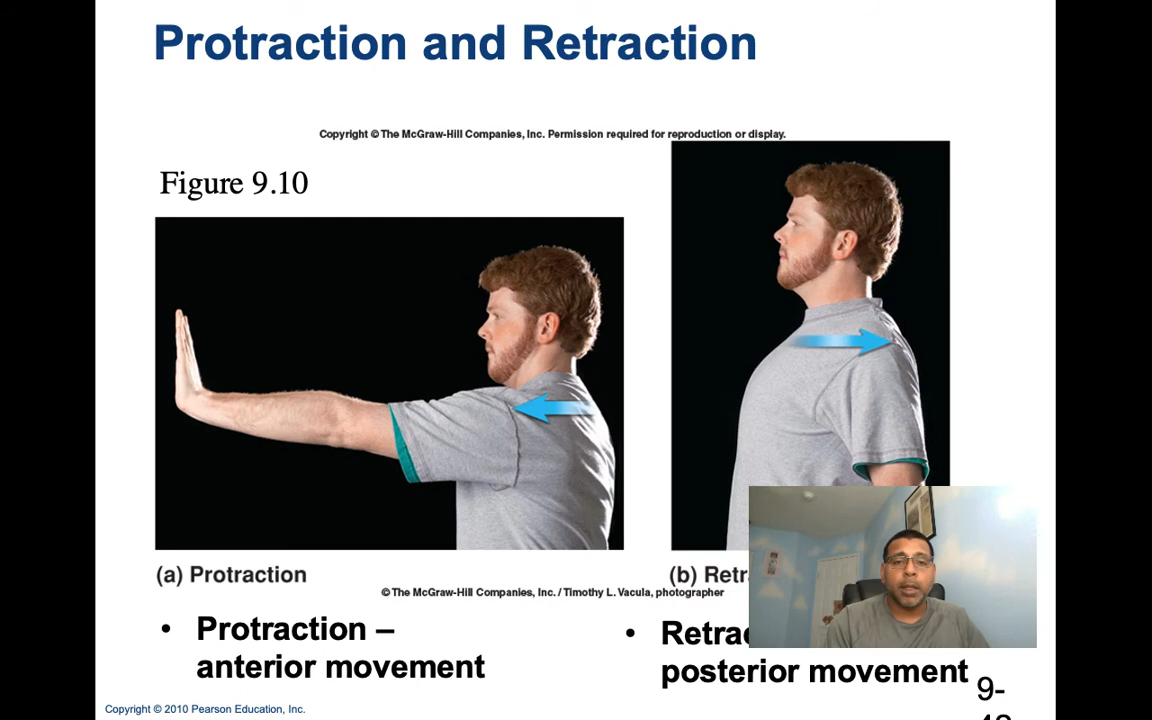 Protraction and Retraction
Copyright © The McGraw-Hill Companies, Inc. Permission required for reproduction or display.
Figure 9.10
(a) Protraction
(b)
© The McGraw-Hill Companies, Inc. / Timothy L. Vacula, photographer
• Protraction –
anterior movement
•
posterior movement
9-
Copyright © 2010 Pearson Education, Inc.